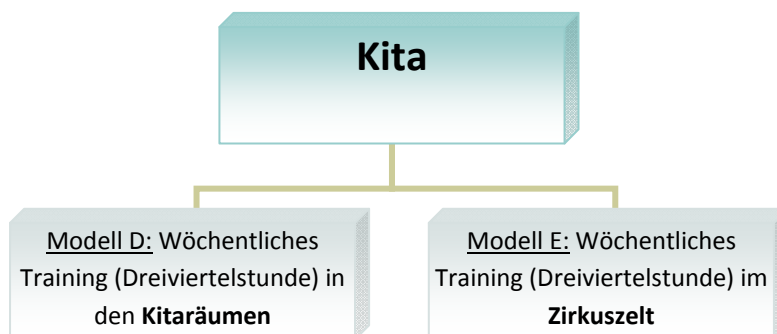 Kita
Modell D: Wöchentliches
Training (Dreiviertelstunde) in
den Kitaräumen
Modell E: Wöchentliches
Training (Dreiviertelstunde) im
Zirkuszelt